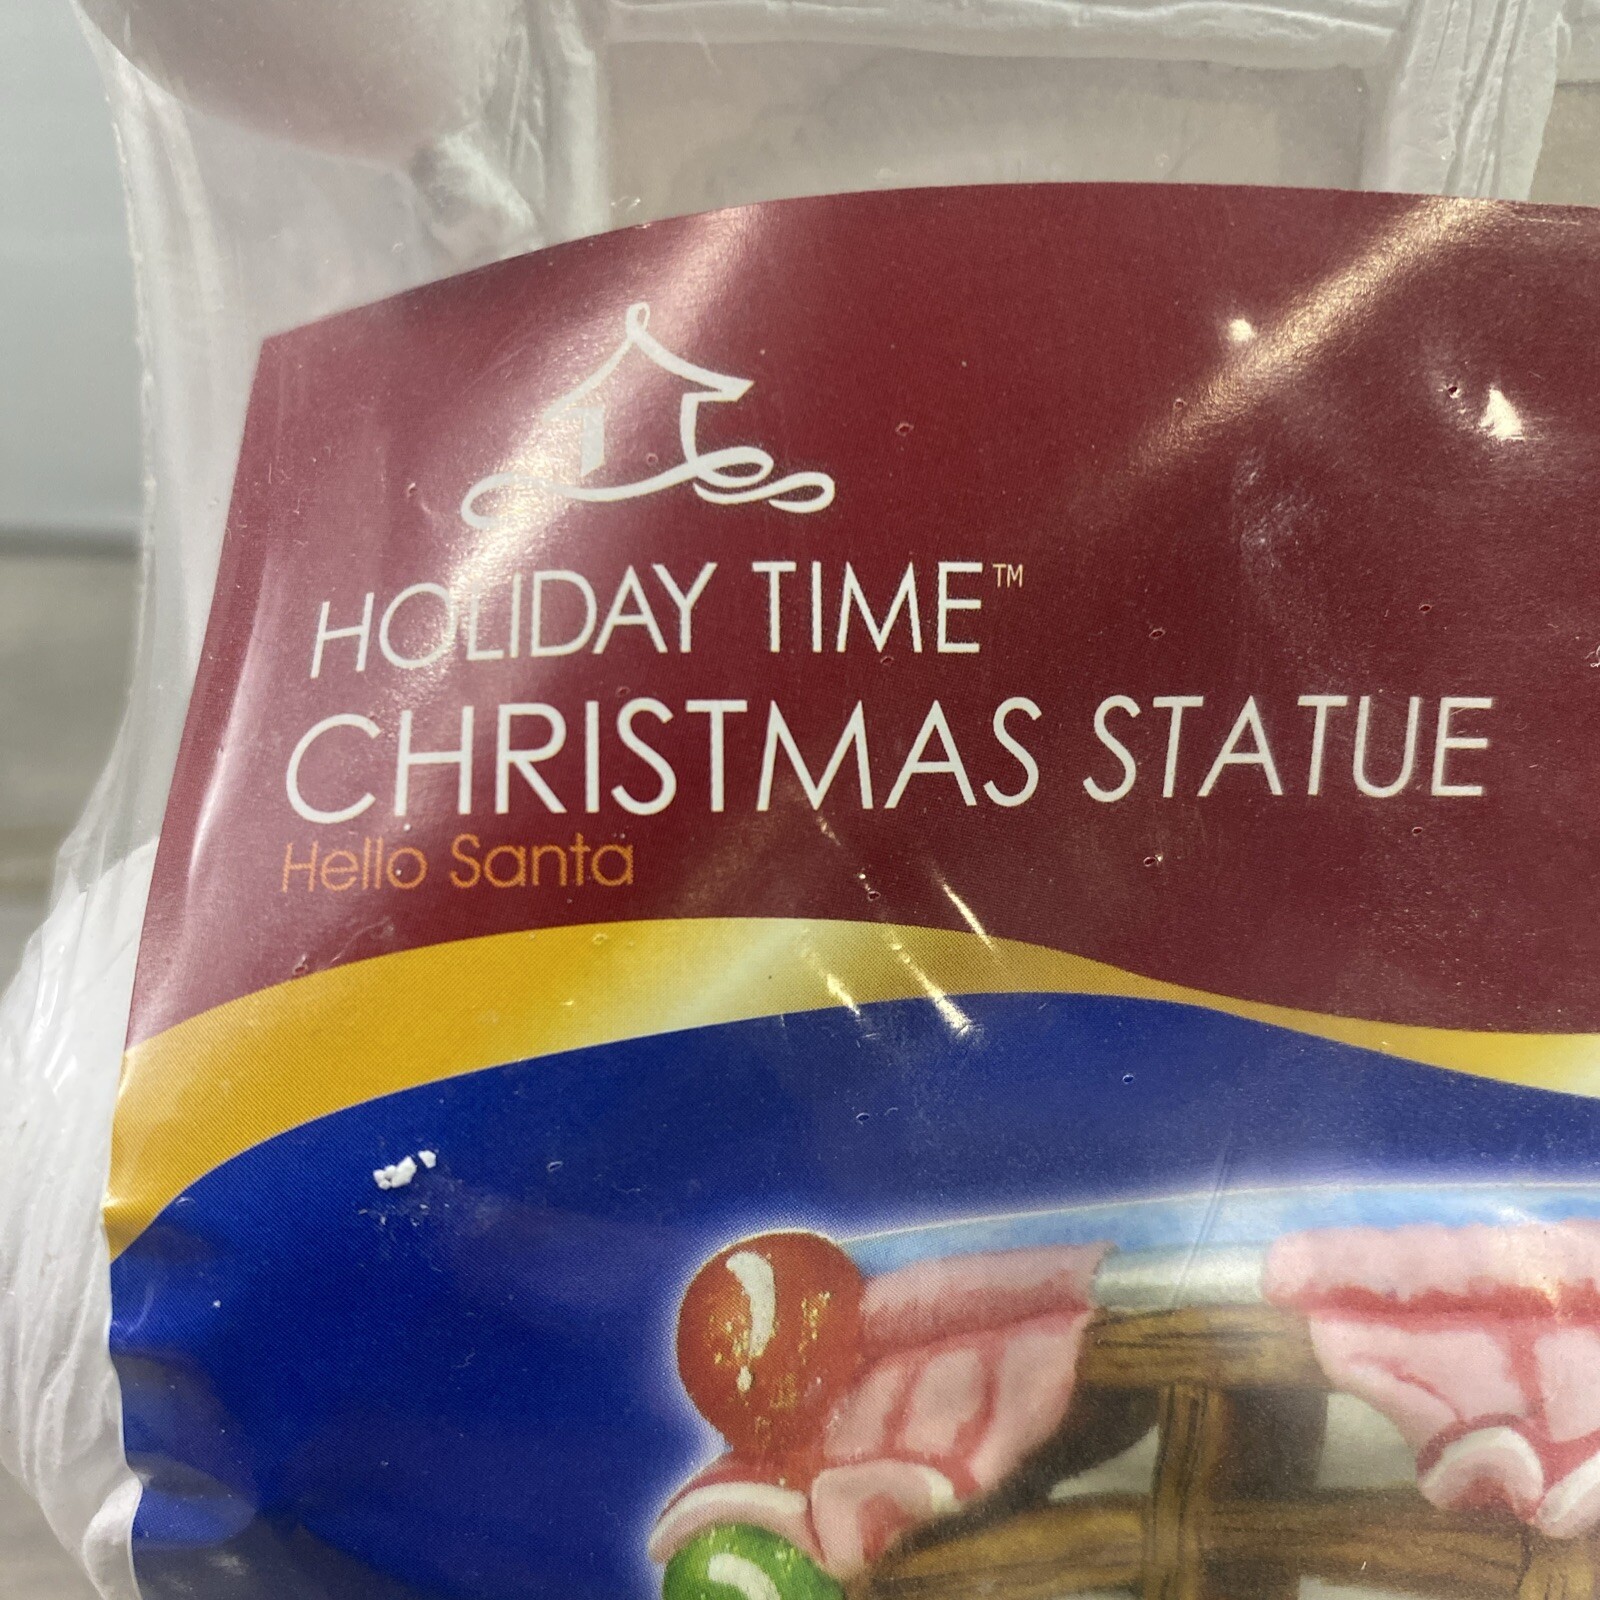 HOLIDAY TIME™
CHRISTMAS STATUE
Hello Santa